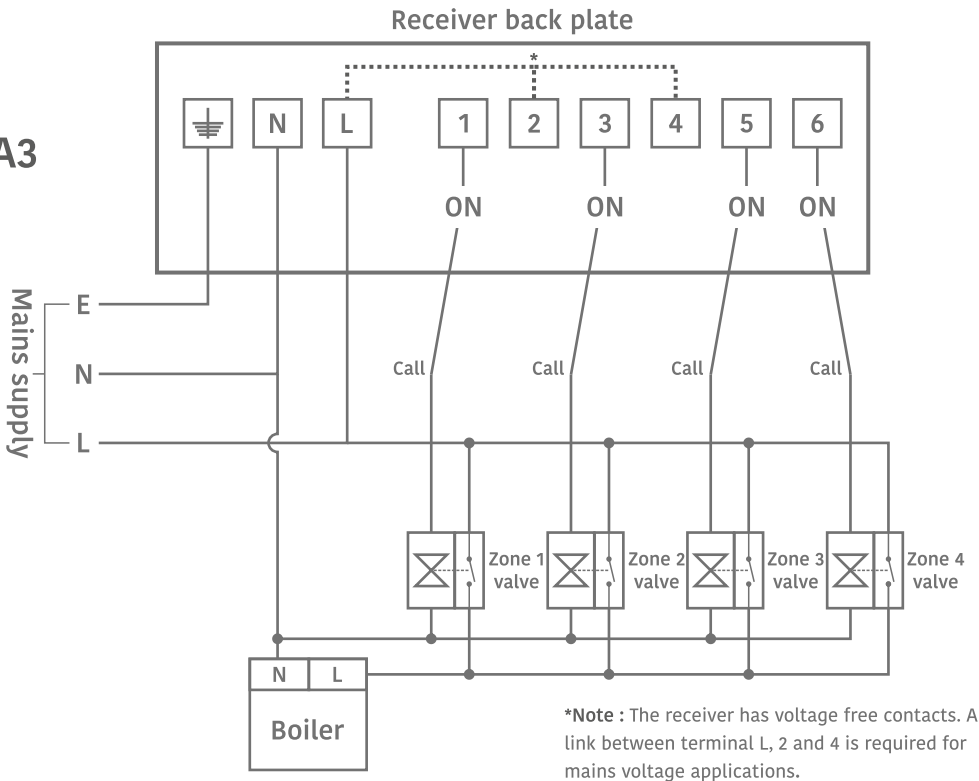 Receiver back plate
*
N L 1 2 3 4 5 6
A3
ON ON ON ON
Mains supply
E
N
L
Call Call Call Call
Zone 1
valve
Zone 2
valve
Zone 3
valve
Zone 4
valve
N L
Boiler
*Note : The receiver has voltage free contacts. A
link between terminal L, 2 and 4 is required for
mains voltage applications.